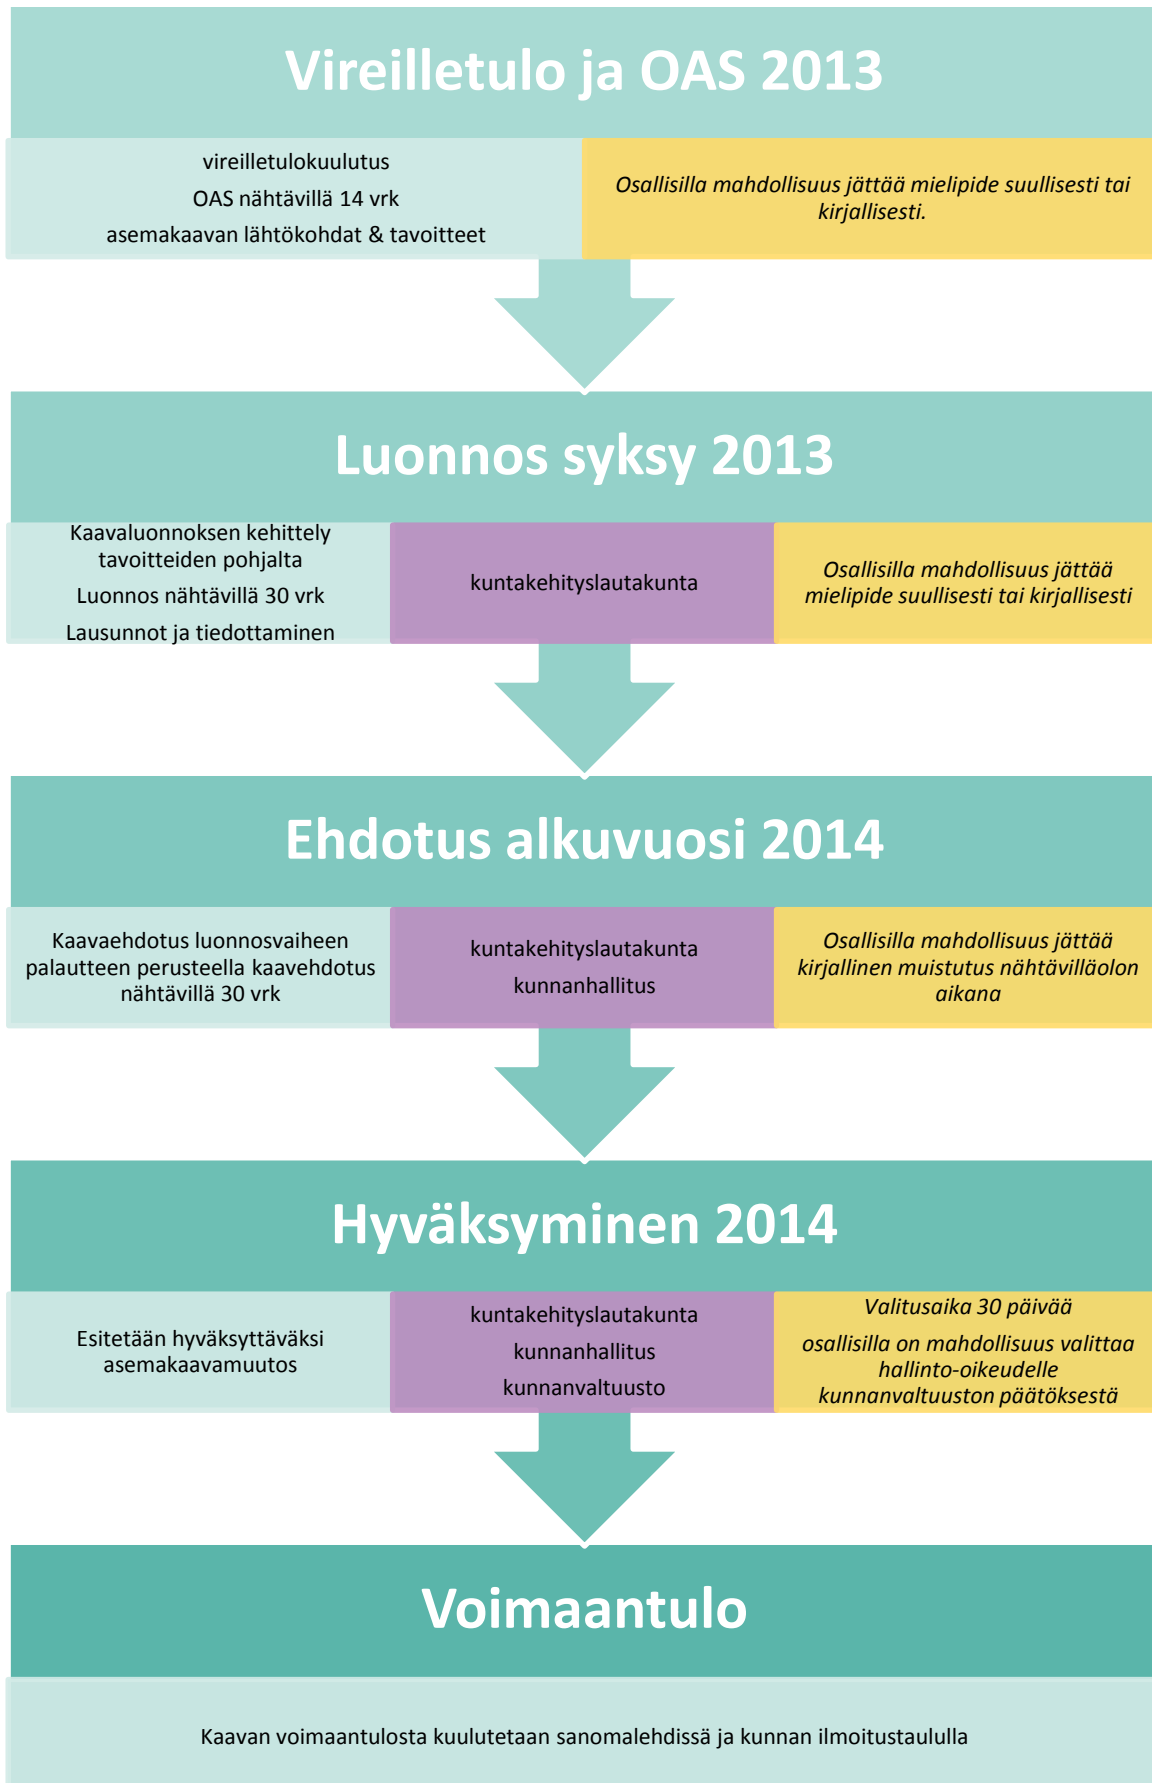 Vireilletulo ja OAS 2013
vireilletulokuulutus
OAS nähtävillä 14 vrk
asemakaavan lähtökohdat & tavoitteet
Osallisilla mahdollisuus jättää mielipide suullisesti tai
kirjallisesti.
Luonnos syksy 2013
Kaavaluonnoksen kehittely
tavoitteiden pohjalta
Luonnos nähtävillä 30 vrk
Lausunnot ja tiedottaminen
kuntakehityslautakunta
Osallisilla mahdollisuus jättää
mielipide suullisesti tai kirjallisesti
Ehdotus alkuvuosi 2014
Kaavaehdotus luonnosvaiheen
palautteen perusteella kaavehdotus
nähtävillä 30 vrk
kuntakehityslautakunta
kunnanhallitus
Osallisilla mahdollisuus jättää
kirjallinen muistutus nähtävilläolon
aikana
Hyväksyminen 2014
Esitetään hyväksyttäväksi
asemakaavamuutos
kuntakehityslautakunta
kunnanhallitus
kunnanvaltuusto
Valitusaika 30 päivää
osallisilla on mahdollisuus valittaa
hallinto-oikeudelle
kunnanvaltuuston päätöksestä
Voimaantulo
Kaavan voimaantulosta kuulutetaan sanomalehdissä ja kunnan ilmoitustaululla